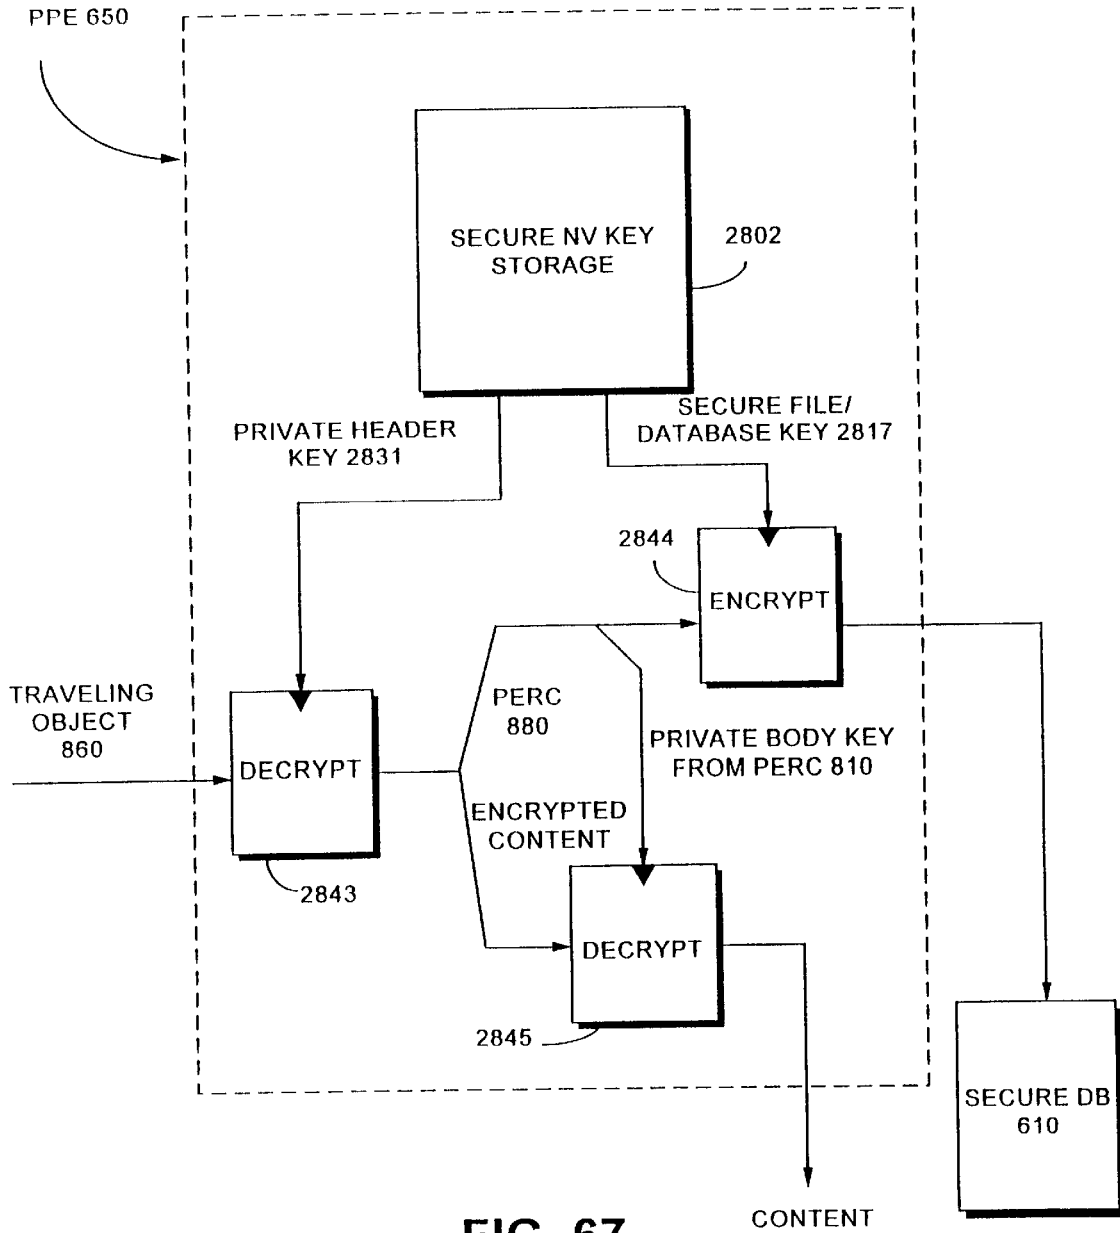 PPE 650
SECURE NV KEY
STORAGE
2802
PRIVATE HEADER
KEY 2831
SECURE FILE/
DATABASE KEY 2817
2844
ENCRYPT
TRAVELING
OBJECT
860
DECRYPT
PERC
880
PRIVATE BODY KEY
FROM PERC 810
ENCRYPTED
CONTENT
2843
DECRYPT
2845
SECURE DB
610
CONTENT
FIG. 67